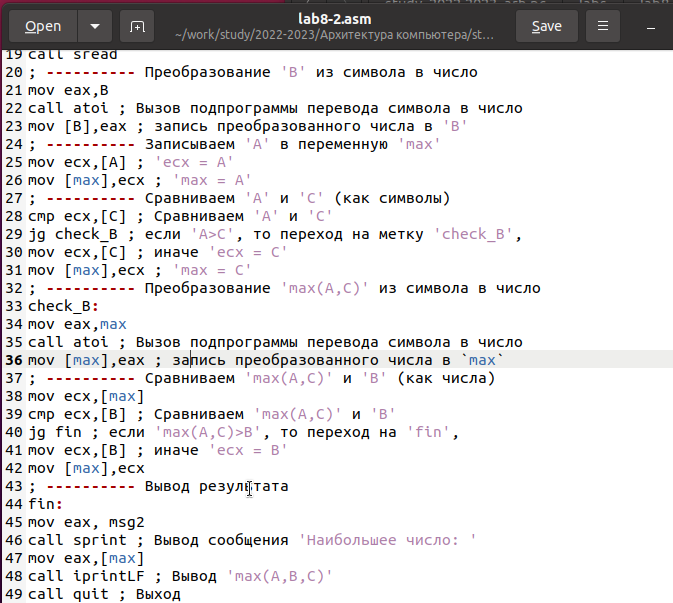 lab8-2.asm
Open
Save
~/work/study/2022-2023/Архитектура компьютера/st...
19 call sread
20 ; ---------- Преобразование 'B' из символа в число
21 mov eax,B
22 call atoi ; Вызов подпрограммы перевода символа в число
23 mov [B],eax ; запись преобразованного числа в 'B'
24 ; ---------- Записываем 'A' в переменную 'max'
25 mov ecx,[A] ; 'ecx = A'
26 mov [max],ecx ; 'max = A'
27 ; ---------- Сравниваем 'A' и 'C' (как символы)
28 cmp ecx,[C] ; Сравниваем 'A' и 'C'
29 jg check_B ; если 'A>C', то переход на метку 'check_B',
30 mov ecx,[C] ; иначе 'ecx = C'
31 mov [max],ecx ; 'max = C'
32 ; ---------- Преобразование 'max(A,C)' из символа в число
33 check_B:
34 mov eax,max
35 call atoi ; Вызов подпрограммы перевода символа в число
36 mov [max],eax ; запись преобразованного числа в `max`
37 ; ---------- Сравниваем 'max(A,C)' и 'B' (как числа)
38 mov ecx,[max]
39 cmp ecx,[B] ; Сравниваем 'max(A,C)' и 'B'
40 jg fin ; если 'max(A,C)>B', то переход на 'fin',
41 mov ecx,[B] ; иначе 'ecx = B'
42 mov [max],ecx
43 ; ---------- Вывод результата
44 fin:
45 mov eax, msg2
46 call sprint ; Вывод сообщения 'Наибольшее число: '
47 mov eax,[max]
48 call iprintLF ; Вывод 'max(A,B,C)'
49 call quit ; Выход